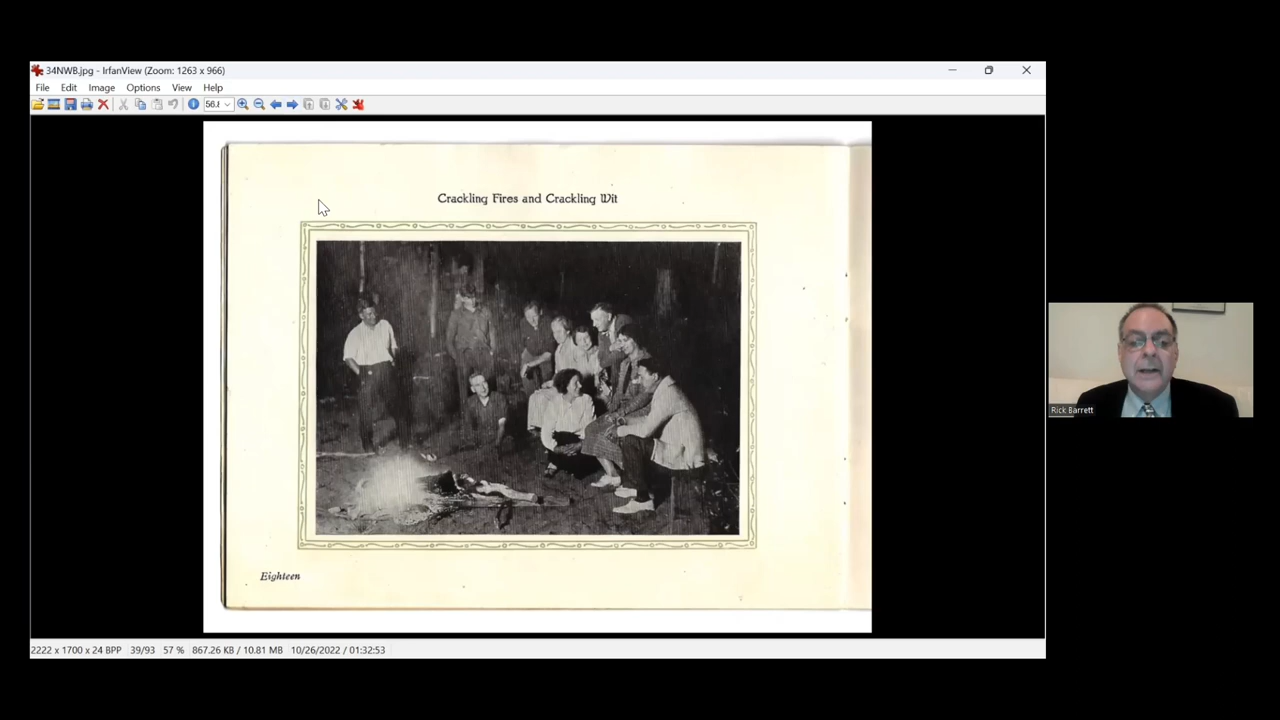 34NWB.jpg - IrfanView (Zoom: 1263 x 966)
File Edit Image Options View Help
Crackling Fires and Crackling Wit
Eighteen
Rick Barrett
2222 x 1700 x 24 BPP 39/93 57 % 867.26 KB / 10.81 MB 10/26/2022 / 01:32:53